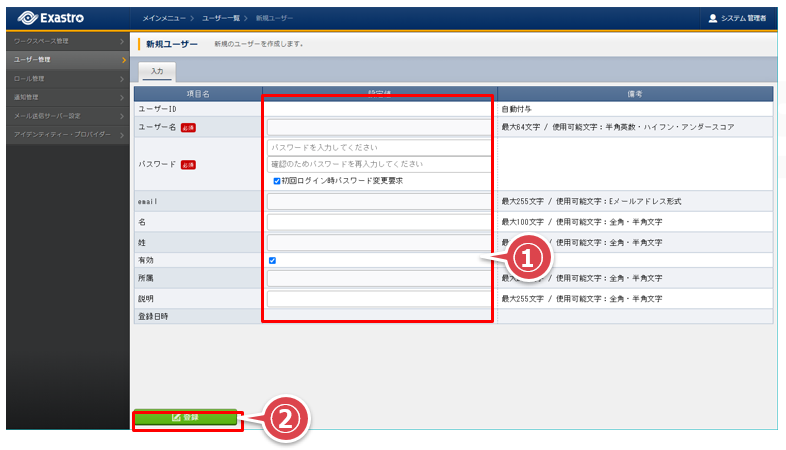 Exastro
メインメニュー > ユーザー一覧 > 新規ユーザー
システム管理者
ワークスペース管理
ユーザー管理
ロール管理
通知管理
メール送信サーバー設定
アイデンティティー・プロバイダー
新規ユーザー 新規のユーザーを作成します。
入力
項目名 設定値 備考
ユーザーID 自動付与
ユーザー名 必須 最大64文字 / 使用可能文字：半角英数・ハイフン・アンダースコア
パスワード 必須
パスワードを入力してください
確認のためパスワードを再入力してください
初回ログイン時パスワード変更要求
email 最大255文字 / 使用可能文字：Eメールアドレス形式
名 最大100文字 / 使用可能文字：全角・半角文字
姓 使用可能文字：全角・半角文字
有効
1
所属 使用可能文字：全角・半角文字
説明 最大255文字 / 使用可能文字：全角・半角文字
登録日時
登録
2